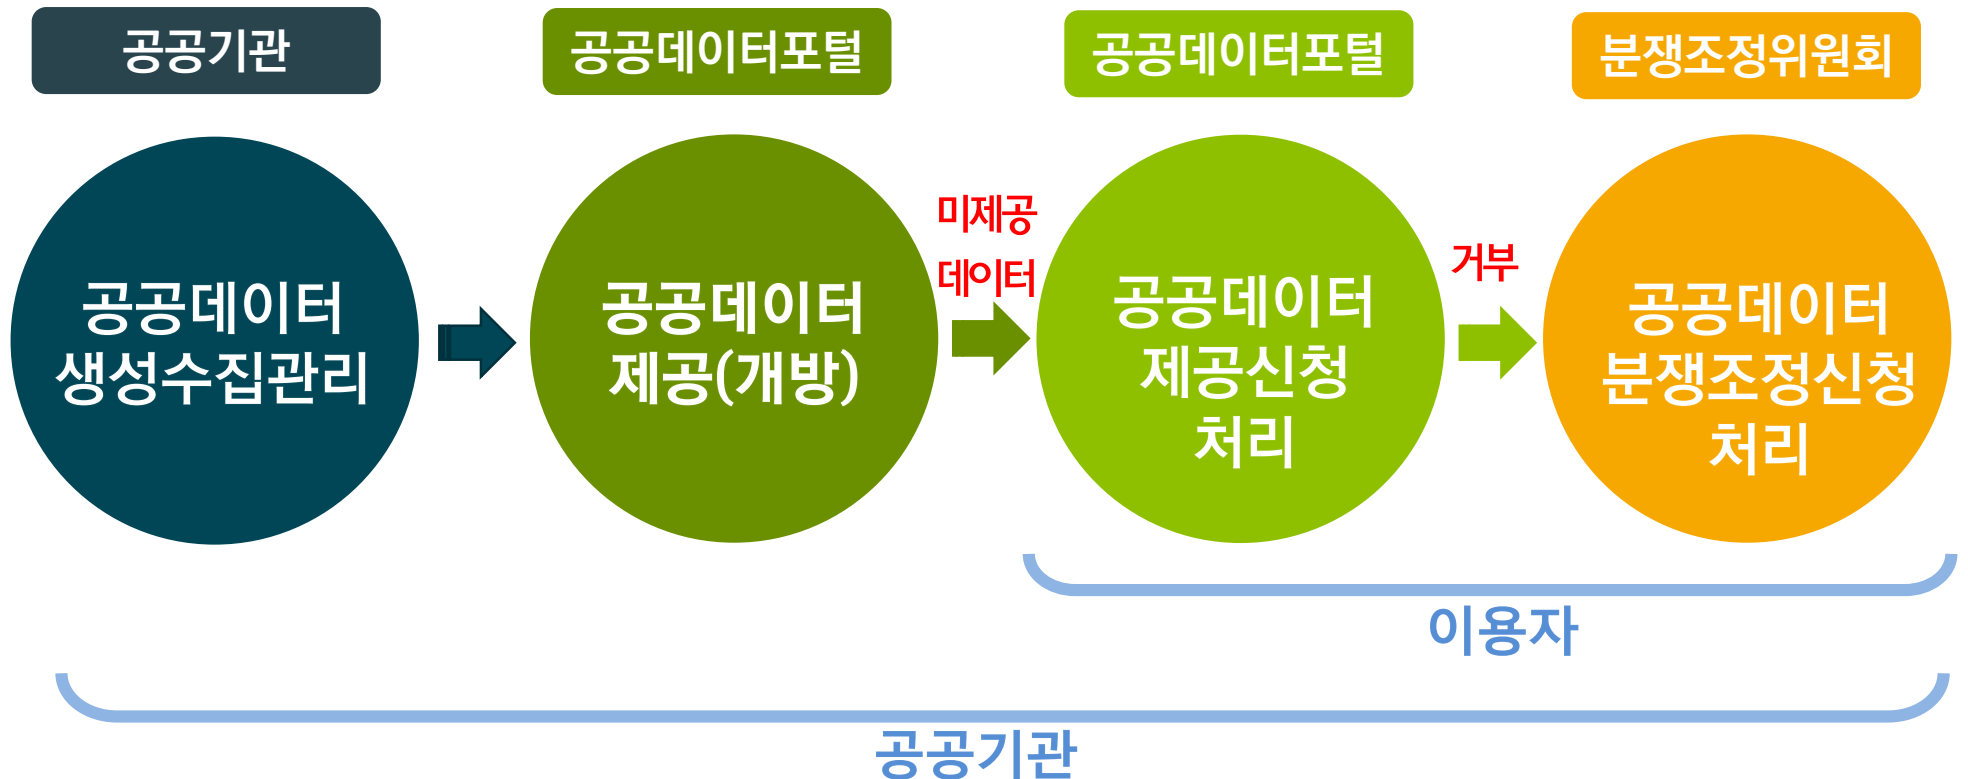 공공기관
공공데이터포털
공공데이터포털
분쟁조정위원회
공공데이터
생성수집관리
공공데이터
제공(개방)
미제공
데이터
공공데이터
제공신청
처리
거부
공공데이터
분쟁조정신청
처리
이용자
공공기관